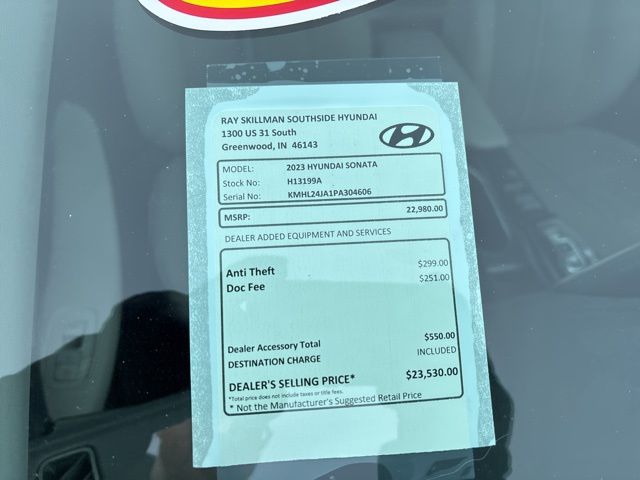 RAY SKILLMAN SOUTHSIDE HYUNDAI
1300 US 31 South
Greenwood, IN 46143
MODEL: 2023 HYUNDAI SONATA
Stock No: H13199A
Serial No: KMHL24JA1PA304606
MSRP: 22,980.00
DEALER ADDED EQUIPMENT AND SERVICES
Anti Theft $299.00
Doc Fee $251.00
Dealer Accessory Total $550.00
DESTINATION CHARGE INCLUDED
DEALER'S SELLING PRICE* $23,530.00
*Total price does not include taxes or title fees.
* Not the Manufacturer's Suggested Retail Price